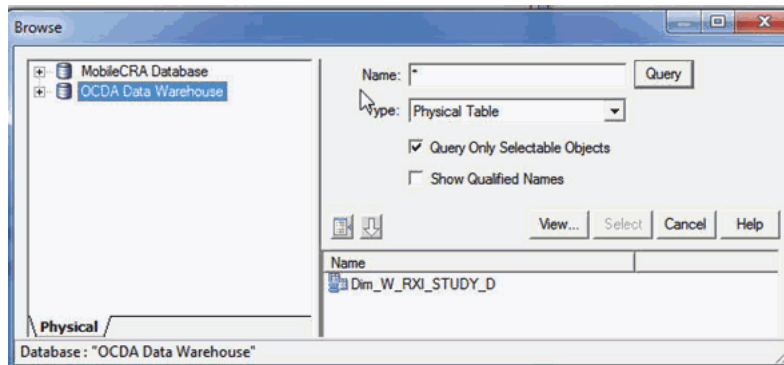 Browse
MobileCRA Database
OCDA Data Warehouse
Name: *
Query
Type: Physical Table
Query Only Selectable Objects
Show Qualified Names
View... Select Cancel Help
Name
Dim_W_RXI_STUDY_D
Physical
Database : "OCDA Data Warehouse"